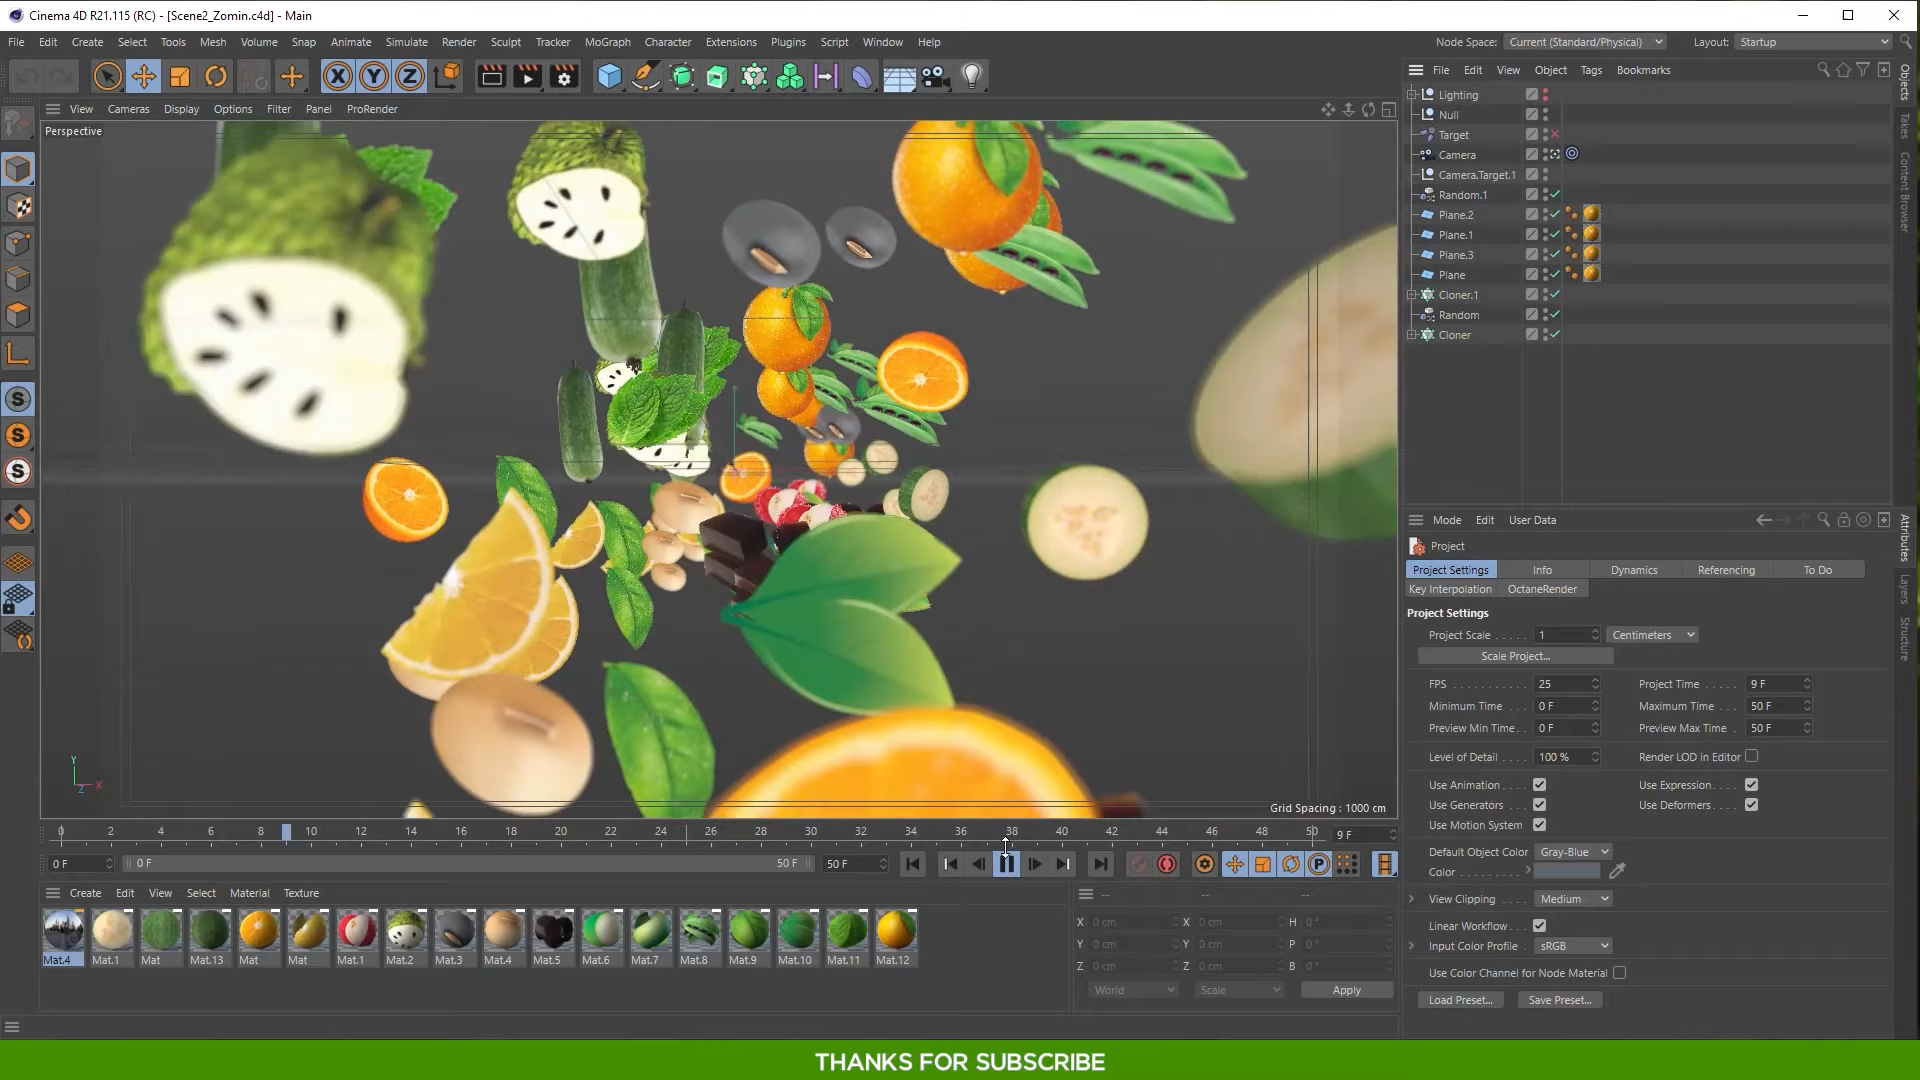 Cinema 4D R21.115 (RC) - [Scene2_Zomin.c4d] - Main
File Edit Create Select Tools Mesh Volume Snap Animate Simulate Render Sculpt Tracker MoGraph Character Extensions Plugins Script Window Help
Node Space: Current (Standard/Physical) Layout: Startup
X Y Z
File Edit View Object Tags Bookmarks
View Cameras Display Options Filter Panel ProRender
Perspective
Lighting
Null
Target
Camera
Camera.Target.1
Random.1
Plane.2
Plane.1
Plane.3
Plane
Cloner.1
Random
Cloner
Objects
Takes
Content Browser
S
S
S
Y
X
Z
Grid Spacing : 1000 cm
Mode Edit User Data
Project
Project Settings Info Dynamics Referencing To Do
Key Interpolation OctaneRender
Project Settings
Project Scale 1 Centimeters
Scale Project...
FPS 25 Project Time 9 F
Minimum Time 0 F Maximum Time 50 F
Preview Min Time 0 F Preview Max Time 50 F
Level of Detail 100 % Render LOD in Editor
Use Animation Use Expression
Use Generators Use Deformers
Use Motion System
Default Object Color Gray-Blue
Color
View Clipping Medium
Linear Workflow
Input Color Profile sRGB
Use Color Channel for Node Material
Load Preset... Save Preset...
Attributes
Layers
Structure
0 2 4 6 8 10 12 14 16 18 20 22 24 26 28 30 32 34 36 38 40 42 44 46 48 50 9 F
0 F 0 F 50 F 50 F
P
Create Edit View Select Material Texture
Mat.4 Mat.1 Mat Mat.13 Mat Mat Mat.1 Mat.2 Mat.3 Mat.4 Mat.5 Mat.6 Mat.7 Mat.8 Mat.9 Mat.10 Mat.11 Mat.12
-- -- --
X 0 cm X 0 cm H 0 °
Y 0 cm Y 0 cm P 0 °
Z 0 cm Z 0 cm B 0 °
World Scale Apply
THANKS FOR SUBSCRIBE